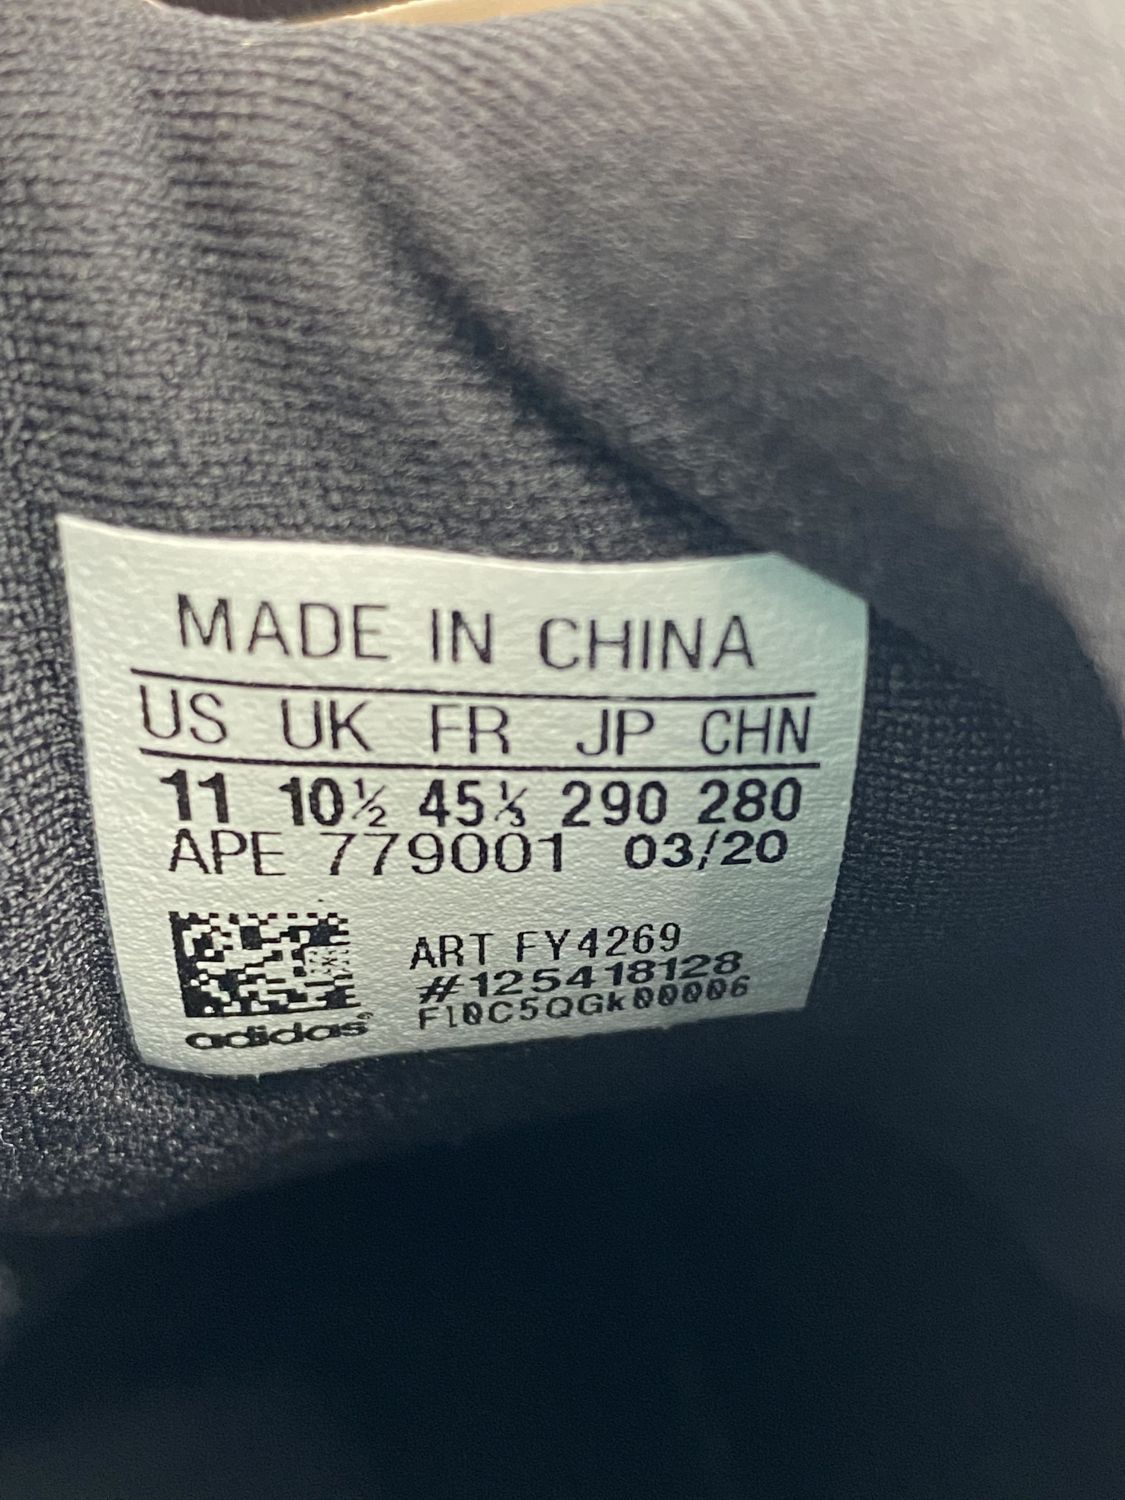 MADE IN CHINA
US UK FR JP CHN
11 10½ 45⅓ 290 280
APE 779001 03/20
ART FY4269
#125418128
Fl0C5QGk00006
adidas®